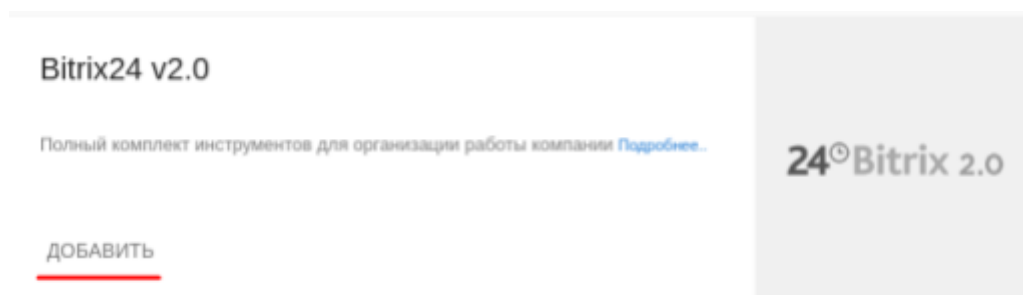 Bitrix24 v2.0
Полный комплект инструментов для организации работы компании Подробнее..
24 Bitrix 2.0
ДОБАВИТЬ